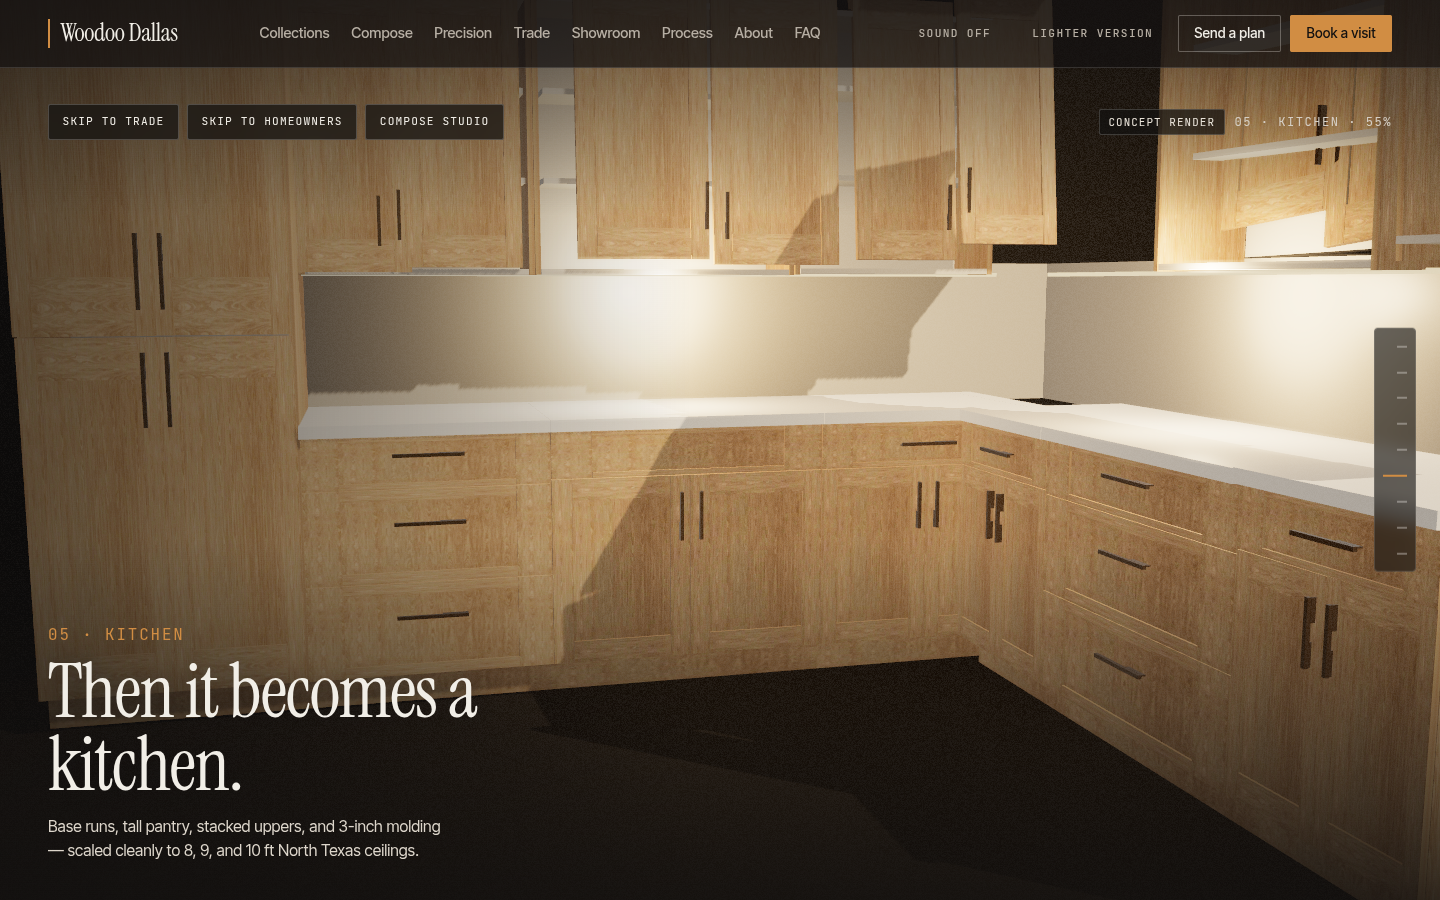 Woodoo Dallas
Collections Compose Precision Trade Showroom Process About FAQ
SOUND OFF LIGHTER VERSION
Send a plan Book a visit
SKIP TO TRADE SKIP TO HOMEOWNERS COMPOSE STUDIO
CONCEPT RENDER 05 · KITCHEN · 55%
05 · KITCHEN
Then it becomes a
kitchen.
Base runs, tall pantry, stacked uppers, and 3-inch molding
— scaled cleanly to 8, 9, and 10 ft North Texas ceilings.